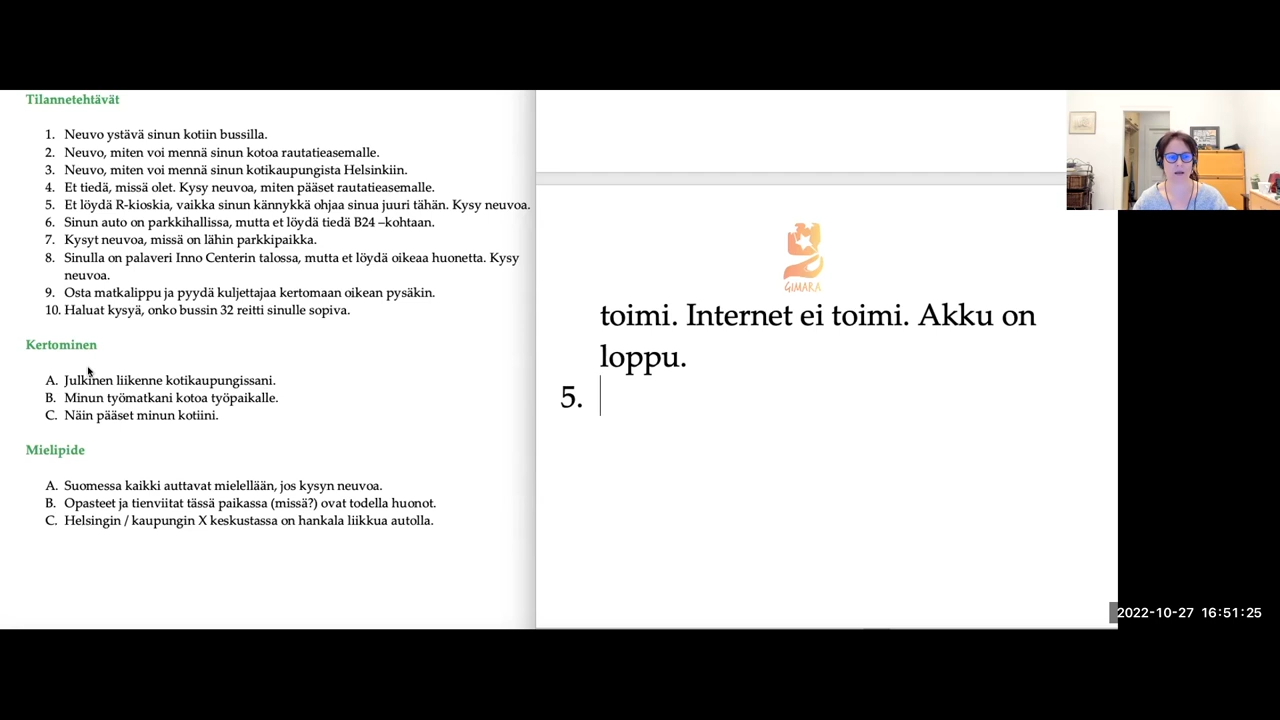 Tilannetehtävät
1. Neuvo ystävä sinun kotiin bussilla.
2. Neuvo, miten voi mennä sinun kotoa rautatieasemalle.
3. Neuvo, miten voi mennä sinun kotikaupungista Helsinkiin.
4. Et tiedä, missä olet. Kysy neuvoa, miten pääset rautatieasemalle.
5. Et löydä R-kioskia, vaikka sinun kännykkä ohjaa sinua juuri tähän. Kysy neuvoa.
6. Sinun auto on parkkihallissa, mutta et löydä tiedä B24 –kohtaan.
7. Kysyt neuvoa, missä on lähin parkkipaikka.
8. Sinulla on palaveri Inno Centerin talossa, mutta et löydä oikeaa huonetta. Kysy
neuvoa.
9. Osta matkalippu ja pyydä kuljettajaa kertomaan oikean pysäkin.
10. Haluat kysyä, onko bussin 32 reitti sinulle sopiva.
Kertominen
A. Julkinen liikenne kotikaupungissani.
B. Minun työmatkani kotoa työpaikalle.
C. Näin pääset minun kotiini.
Mielipide
A. Suomessa kaikki auttavat mielellään, jos kysyn neuvoa.
B. Opasteet ja tienviitat tässä paikassa (missä?) ovat todella huonot.
C. Helsingin / kaupungin X keskustassa on hankala liikkua autolla.
GIMARA
toimi. Internet ei toimi. Akku on
loppu.
5.
2022-10-27 16:51:25